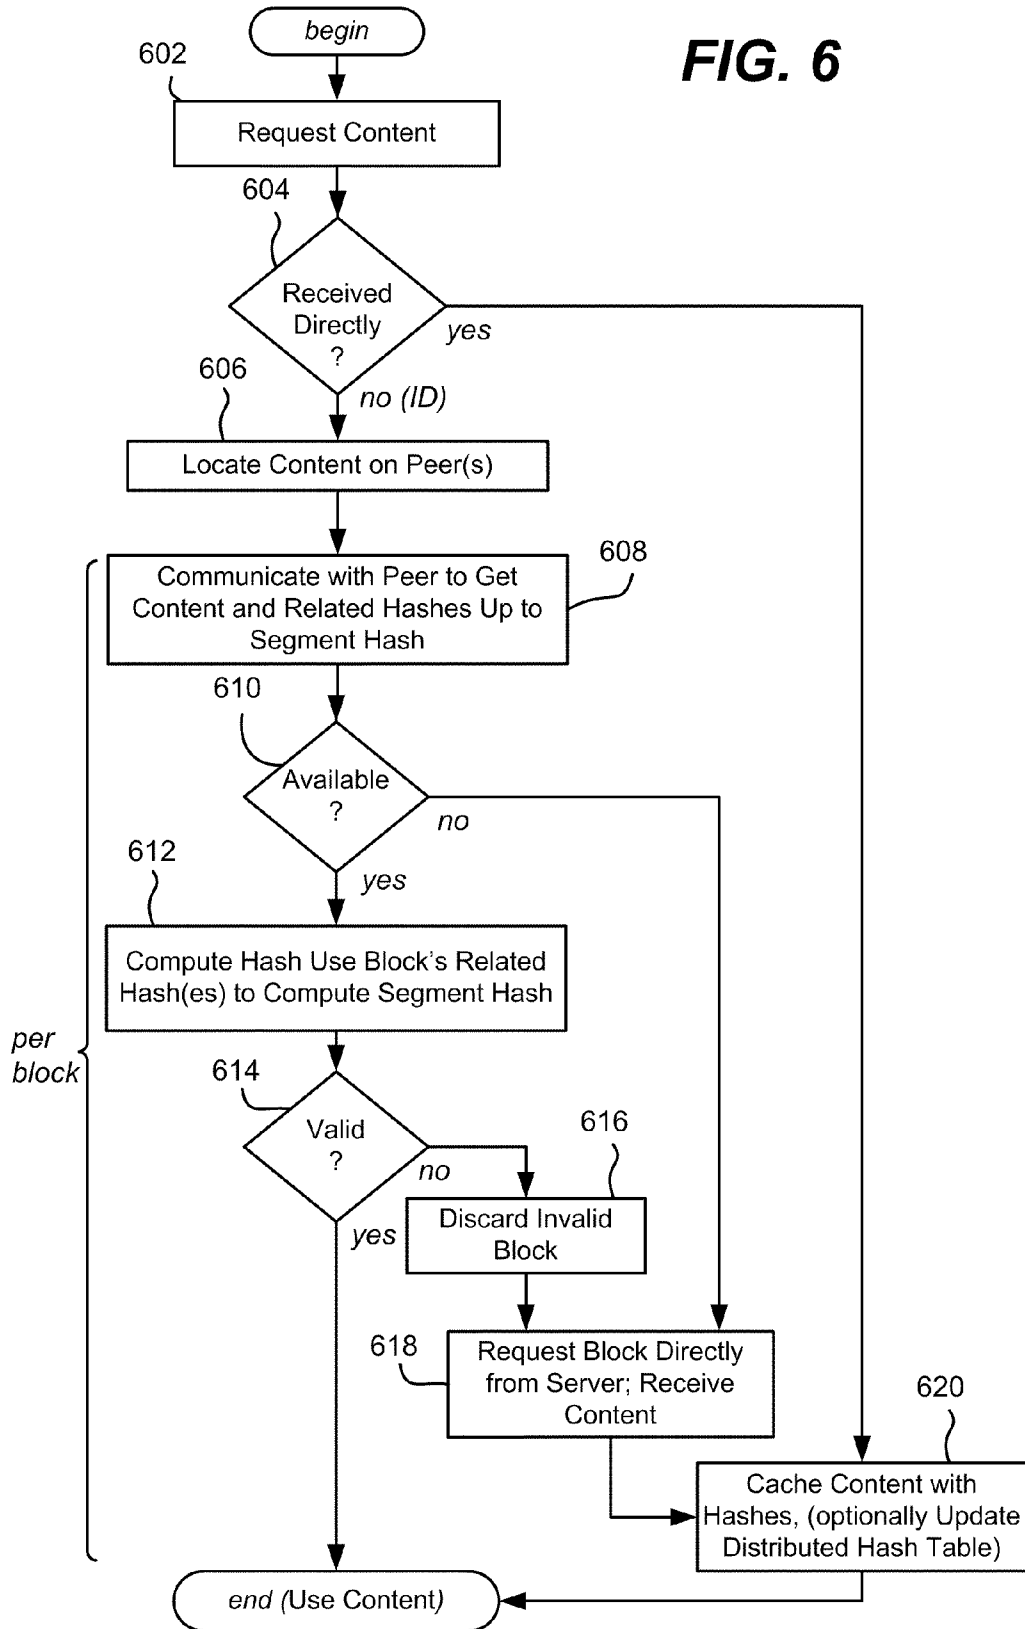 begin
FIG. 6
602
Request Content
604
Received
Directly
?
yes
606
no (ID)
Locate Content on Peer(s)
608
Communicate with Peer to Get
Content and Related Hashes Up to
Segment Hash
610
Available
?
no
612
yes
Compute Hash Use Block's Related
Hash(es) to Compute Segment Hash
per
block
614
Valid
?
no
616
yes
Discard Invalid
Block
618
Request Block Directly
from Server; Receive
Content
620
Cache Content with
Hashes, (optionally Update
Distributed Hash Table)
end (Use Content)